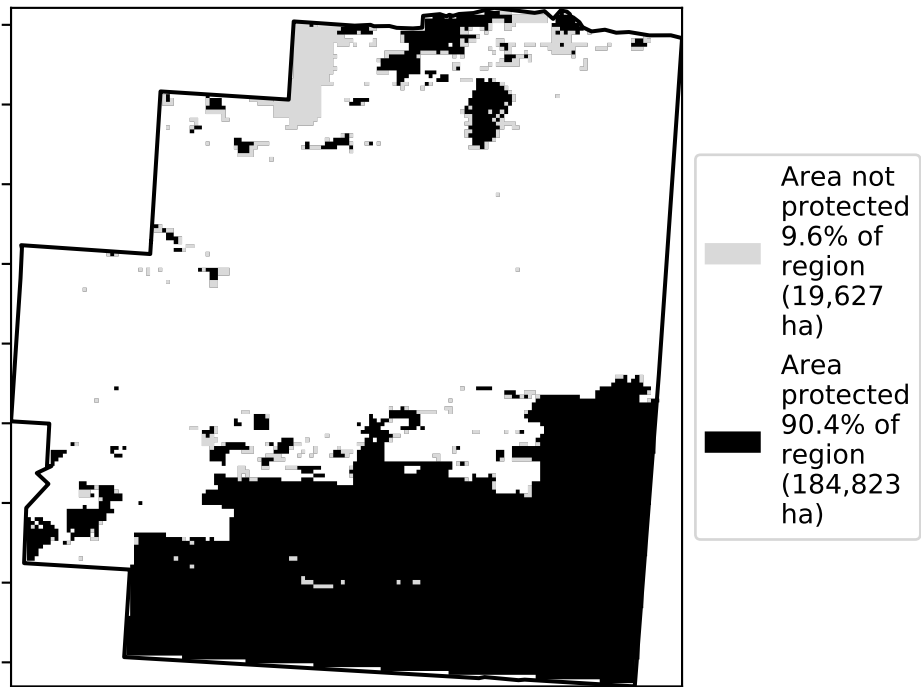 Area not
protected
9.6% of
region
(19,627
ha)
Area
protected
90.4% of
region
(184,823
ha)